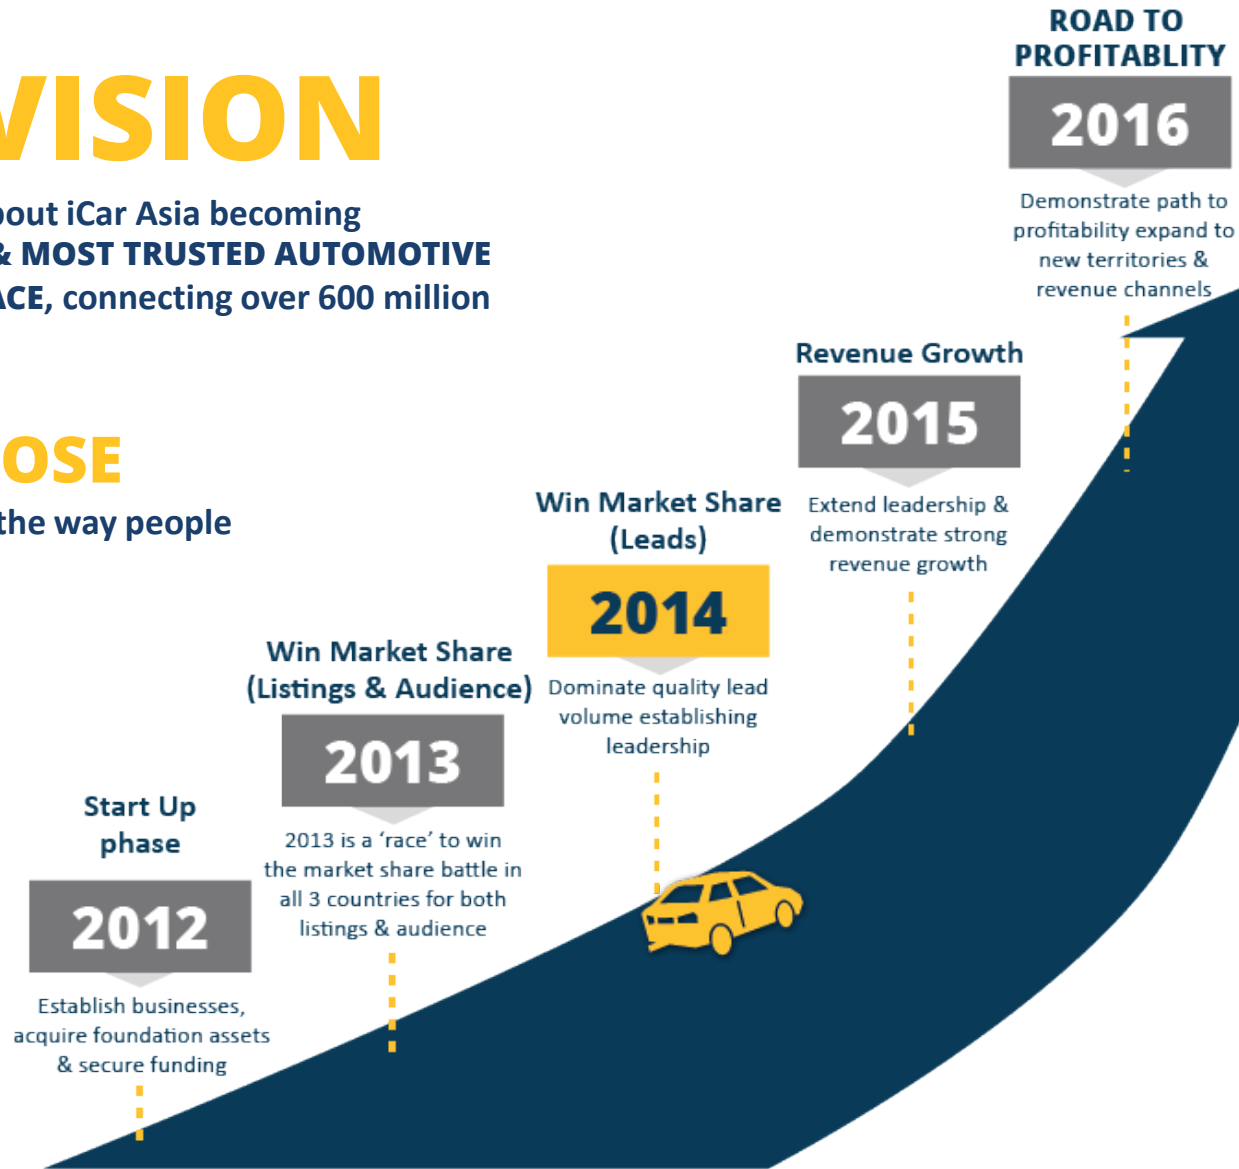 VISION
bout iCar Asia becoming
& MOST TRUSTED AUTOMOTIVE
ACE, connecting over 600 million
OSE
the way people
ROAD TO
PROFITABLITY
2016
Demonstrate path to
profitability expand to
new territories &
revenue channels
Revenue Growth
2015
Extend leadership &
demonstrate strong
revenue growth
Win Market Share
(Leads)
2014
Dominate quality lead
volume establishing
leadership
Win Market Share
(Listings & Audience)
2013
2013 is a ‘race’ to win
the market share battle in
all 3 countries for both
listings & audience
Start Up
phase
2012
Establish businesses,
acquire foundation assets
& secure funding